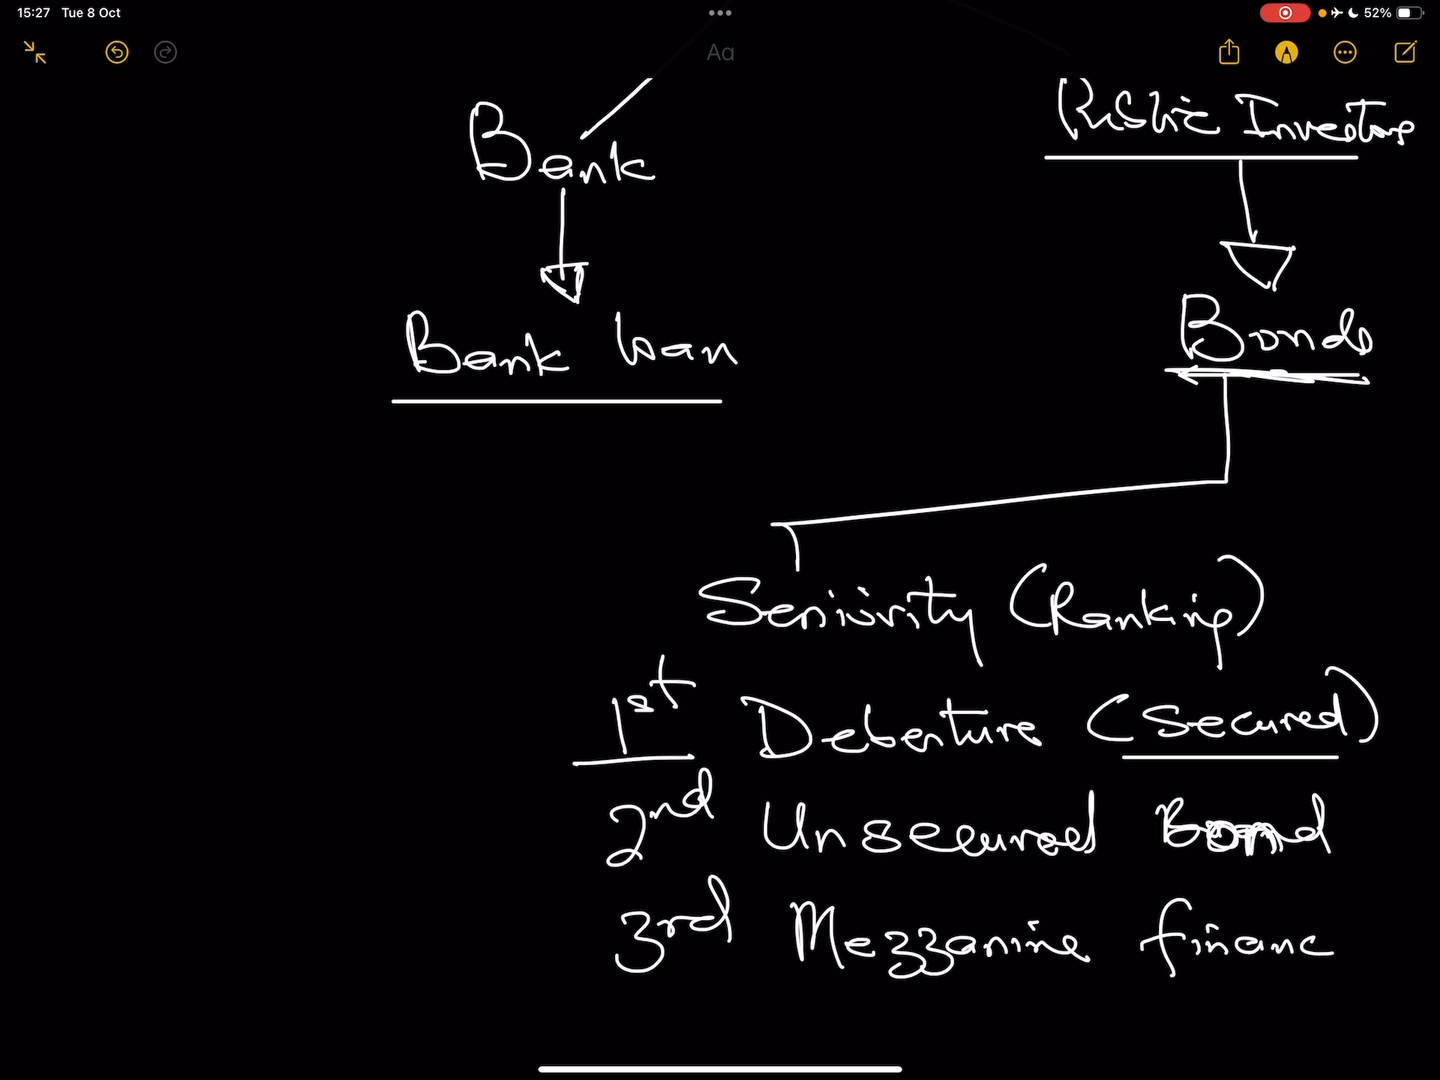 15:27 Tue 8 Oct
52%
Aa
Bank
Public Investors
Bank loan
Bonds
Seniority (Ranking)
1st Debenture (Secured)
2nd Unsecured Bond
3rd Mezzanine financ